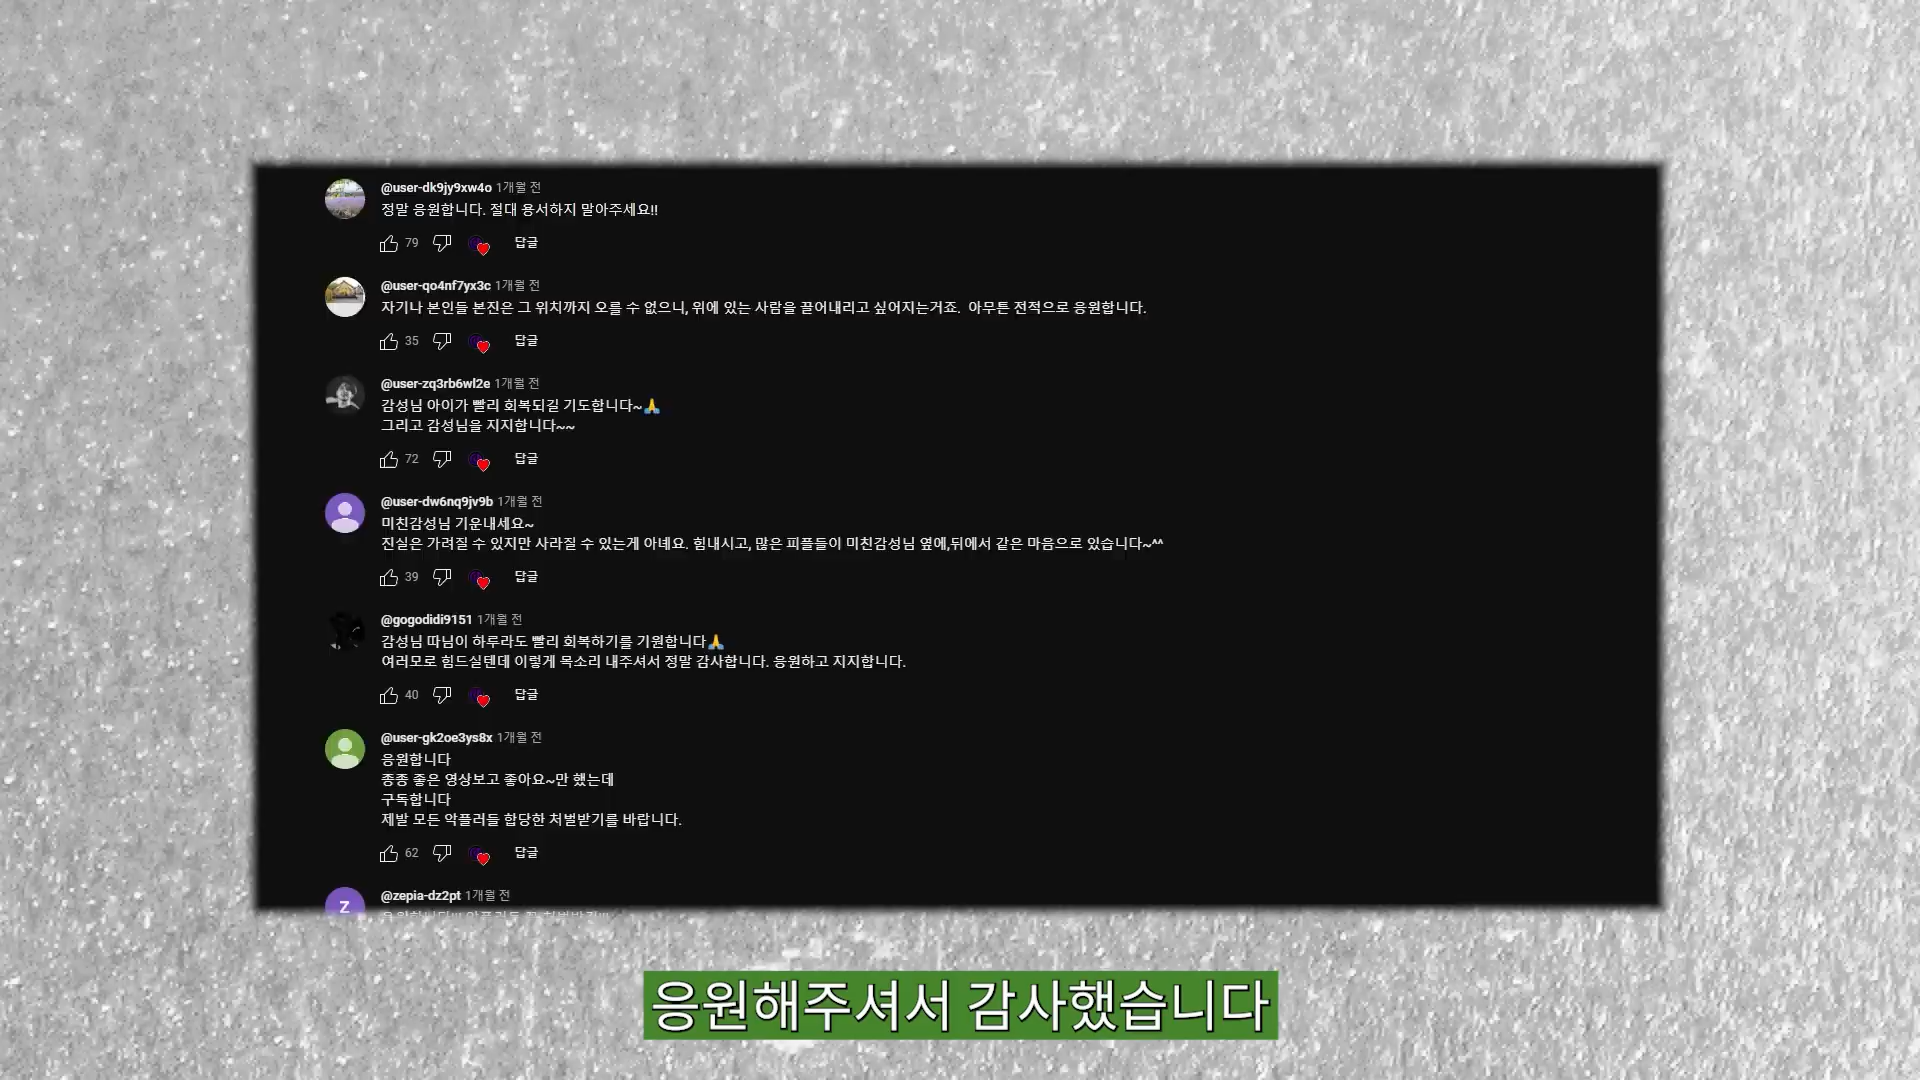 @user-dk9jy9xw4o 1개월 전
정말 응원합니다. 절대 용서하지 말아주세요!!
79 답글
@user-qo4nf7yx3c 1개월 전
자기나 본인들 본진은 그 위치까지 오를 수 없으니, 위에 있는 사람을 끌어내리고 싶어지는거죠. 아무튼 전적으로 응원합니다.
35 답글
@user-zq3rb6wl2e 1개월 전
감성님 아이가 빨리 회복되길 기도합니다~🙏
그리고 감성님을 지지합니다~~
72 답글
@user-dw6nq9jv9b 1개월 전
미친감성님 기운내세요~
진실은 가려질 수 있지만 사라질 수 있는게 아녜요. 힘내시고, 많은 피플들이 미친감성님 옆에,뒤에서 같은 마음으로 있습니다~^^
39 답글
@gogodidi9151 1개월 전
감성님 따님이 하루라도 빨리 회복하기를 기원합니다🙏
여러모로 힘드실텐데 이렇게 목소리 내주셔서 정말 감사합니다. 응원하고 지지합니다.
40 답글
@user-gk2oe3ys8x 1개월 전
응원합니다
종종 좋은 영상보고 좋아요~만 했는데
구독합니다
제발 모든 악플러들 합당한 처벌받기를 바랍니다.
62 답글
Z
@zepia-dz2pt 1개월 전
응원해주셔서 감사했습니다